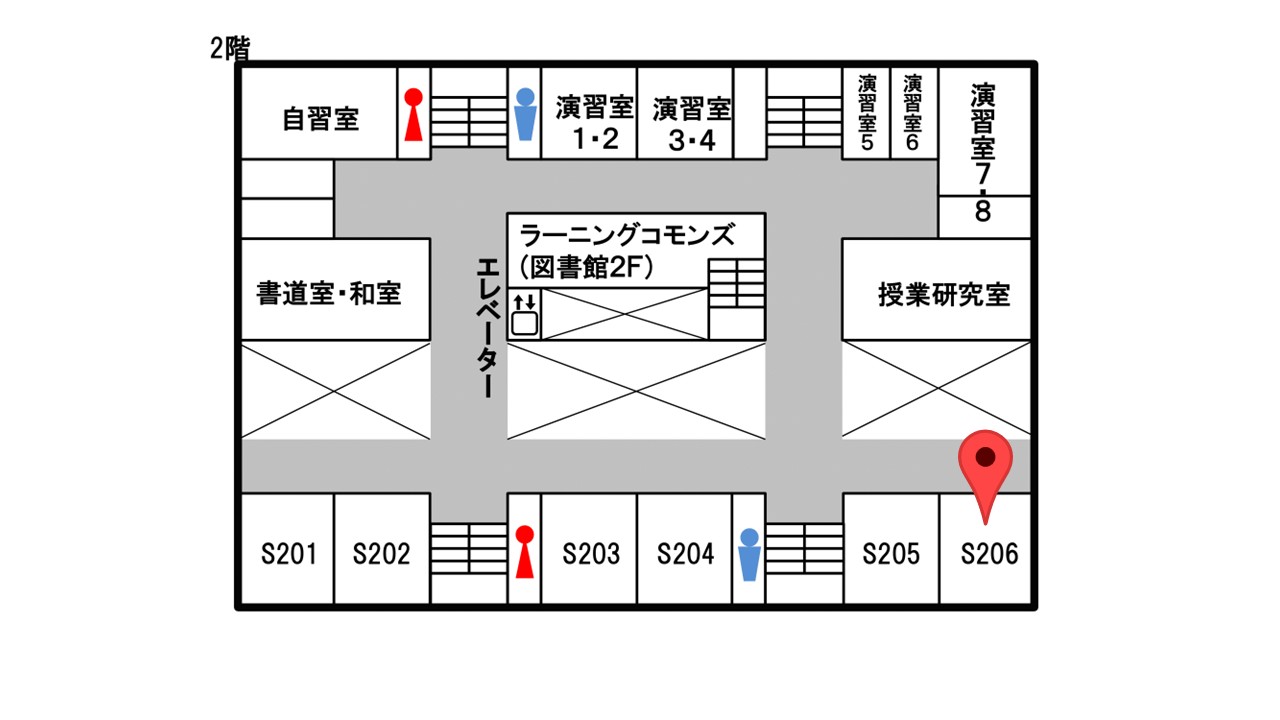 2階
自習室
演習室
1・2
演習室
3・4
演習室5
演習室6
演習室7・8
ラーニングコモンズ
(図書館2F)
エレベーター
書道室・和室
授業研究室
S201
S202
S203
S204
S205
S206